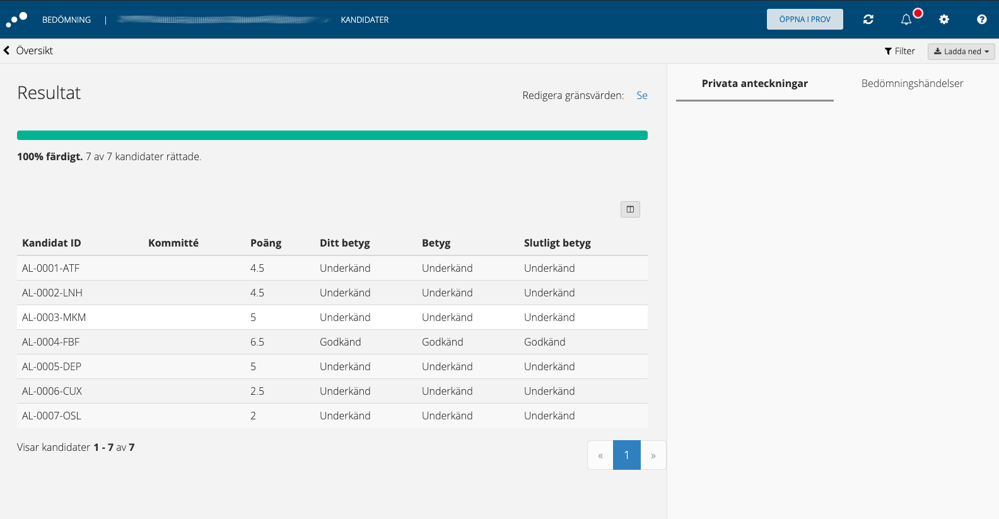 BEDÖMNING | KANDIDATER ÖPPNA I PROV
Översikt Filter Ladda ned
Resultat Redigera gränsvärden: Se
Privata anteckningar Bedömningshändelser
100% färdigt. 7 av 7 kandidater rättade.
Kandidat ID Kommitté Poäng Ditt betyg Betyg Slutligt betyg
AL-0001-ATF 4.5 Underkänd Underkänd Underkänd
AL-0002-LNH 4.5 Underkänd Underkänd Underkänd
AL-0003-MKM 5 Underkänd Underkänd Underkänd
AL-0004-FBF 6.5 Godkänd Godkänd Godkänd
AL-0005-DEP 5 Underkänd Underkänd Underkänd
AL-0006-CUX 2.5 Underkänd Underkänd Underkänd
AL-0007-OSL 2 Underkänd Underkänd Underkänd
Visar kandidater 1 - 7 av 7
« 1 »